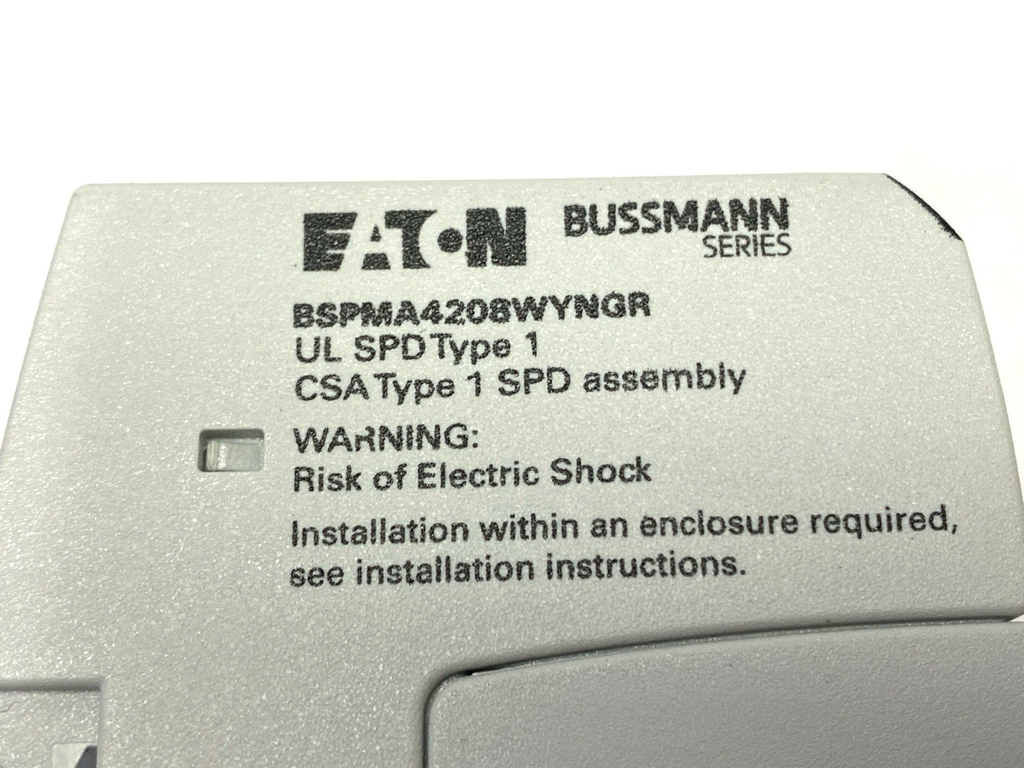 EATON BUSSMANN
SERIES
BSPMA4208WYNGR
UL SPD Type 1
CSA Type 1 SPD assembly
WARNING:
Risk of Electric Shock
Installation within an enclosure required,
see installation instructions.